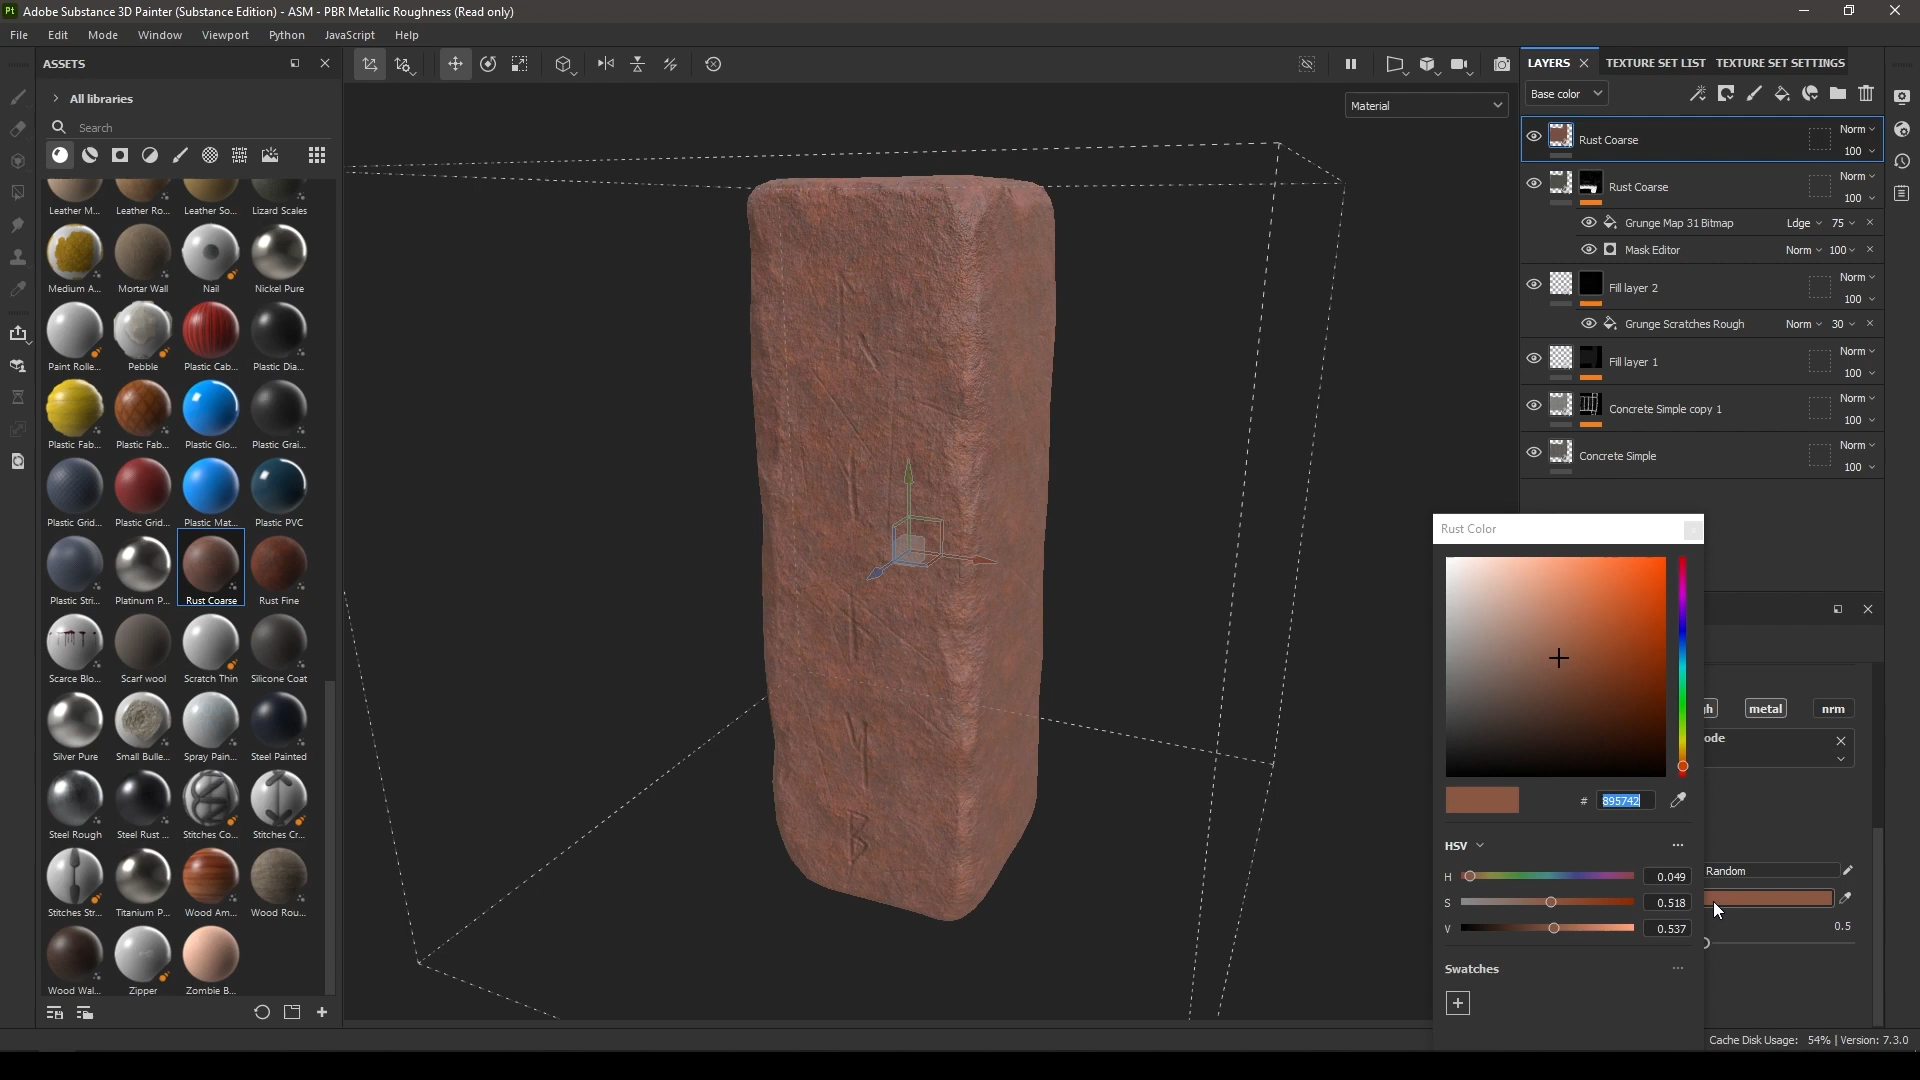 Pt Adobe Substance 3D Painter (Substance Edition) - ASM - PBR Metallic Roughness (Read only)
File Edit Mode Window Viewport Python JavaScript Help
ASSETS
All libraries
Search
Leather M... Leather Ro... Leather So... Lizard Scales
Medium A... Mortar Wall Nail Nickel Pure
Paint Rolle... Pebble Plastic Cab... Plastic Dia...
Plastic Fab... Plastic Fab... Plastic Glo... Plastic Grai...
Plastic Grid... Plastic Grid... Plastic Mat... Plastic PVC
Plastic Stri... Platinum P... Rust Coarse Rust Fine
Scarce Blo... Scarf wool Scratch Thin Silicone Coat
Silver Pure Small Bulle... Spray Pain... Steel Painted
Steel Rough Steel Rust ... Stitches Co... Stitches Cr...
Stitches Str... Titanium P... Wood Am... Wood Rou...
Wood Wal... Zipper Zombie B...
Material
LAYERS TEXTURE SET LIST TEXTURE SET SETTINGS
Base color
Rust Coarse Norm 100
Rust Coarse Norm 100
Grunge Map 31 Bitmap Ldge 75
Mask Editor Norm 100
Fill layer 2 Norm 100
Grunge Scratches Rough Norm 30
Fill layer 1 Norm 100
Concrete Simple copy 1 Norm 100
Concrete Simple Norm 100
Rust Color
# 895742
HSV
H 0.049
S 0.518
V 0.537
Swatches
gh metal nrm
ode
Random
0.5
Cache Disk Usage: 54% | Version: 7.3.0